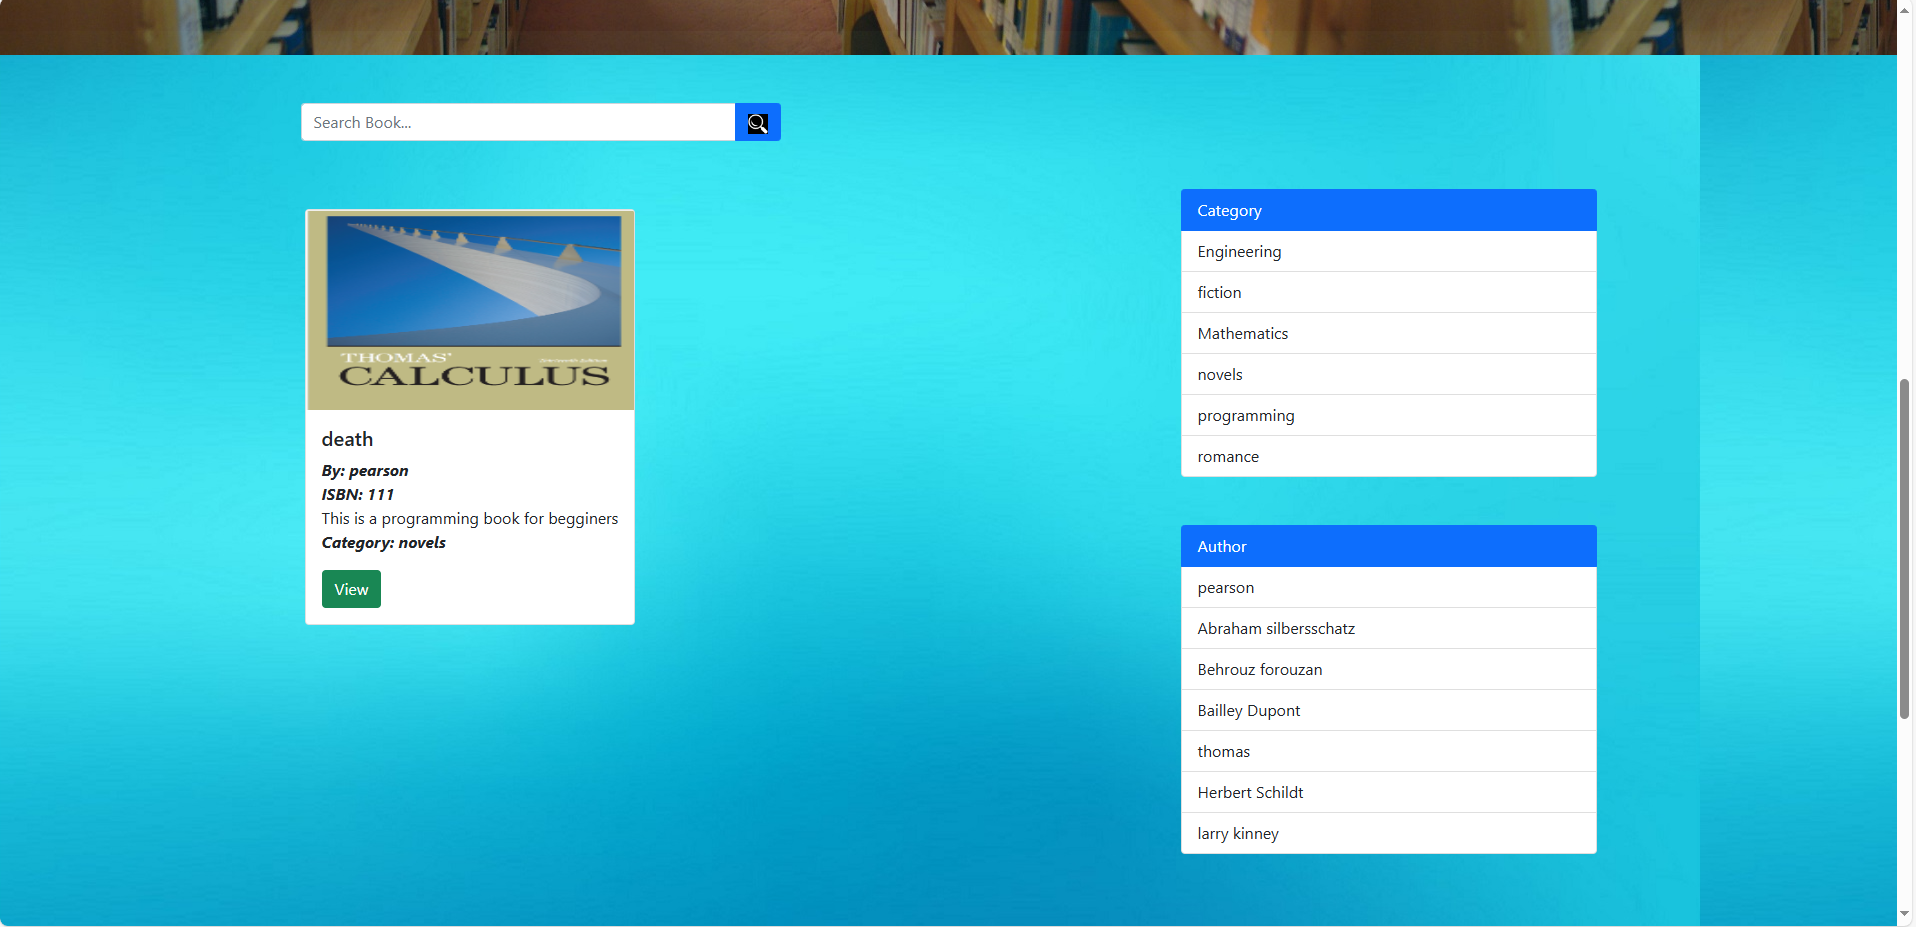 Search Book...
THOMAS'
CALCULUS
death
By: pearson
ISBN: 111
This is a programming book for begginers
Category: novels
View
Category
Engineering
fiction
Mathematics
novels
programming
romance
Author
pearson
Abraham silbersschatz
Behrouz forouzan
Bailley Dupont
thomas
Herbert Schildt
larry kinney